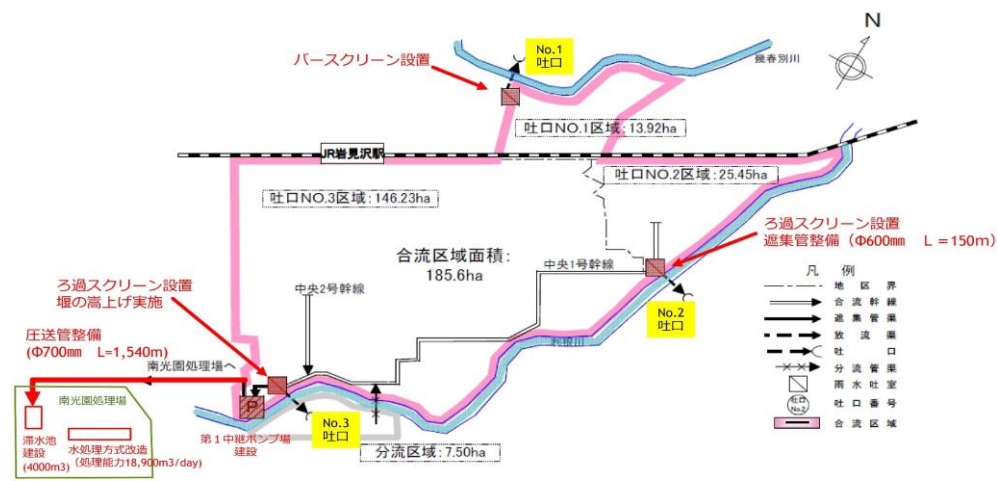 N
No.1
吐口
バースクリーン設置
幾春別川
吐口NO.1区域:13.92ha
JR岩見沢駅
吐口NO.2区域:25.45ha
吐口NO.3区域:146.23ha
ろ過スクリーン設置
遮集管整備(Φ600㎜ L=150m)
合流区域面積:
185.6ha
中央1号幹線
ろ過スクリーン設置
堰の嵩上げ実施
中央2号幹線
No.2
吐口
圧送管整備
(Φ700㎜ L=1,540m)
利根川
南光園処理場へ
南光園処理場
P
滞水池
建設
(4000m3)
水処理方式改造
(処理能力18,900m3/day)
第1中継ポンプ場
建設
No.3
吐口
分流区域:7.50ha
凡例
地区界
合流幹線
遮集管渠
放流渠
吐口
分流管渠
雨水吐室
吐口
No.2
吐口番号
合流区域